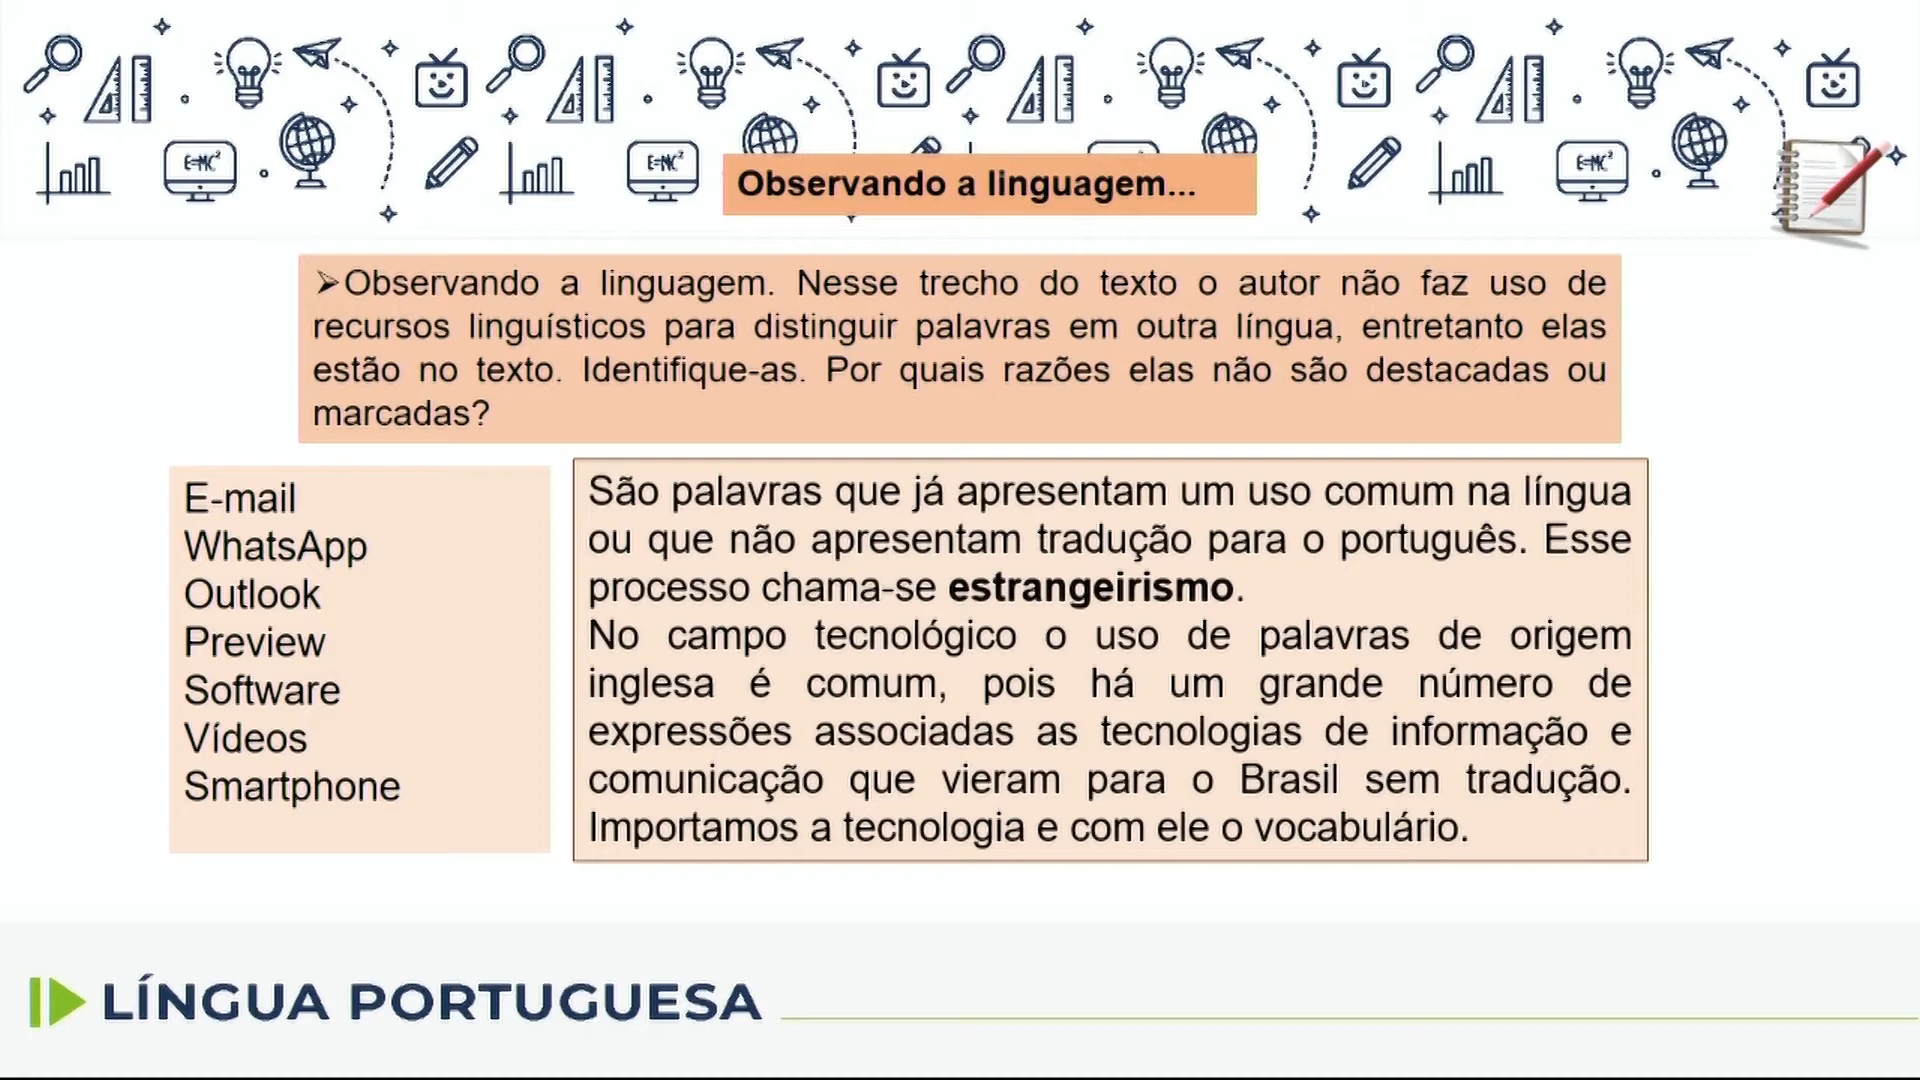 E=MC²
E=MC²
E=MC²
Observando a linguagem...
➢Observando a linguagem. Nesse trecho do texto o autor não faz uso de
recursos linguísticos para distinguir palavras em outra língua, entretanto elas
estão no texto. Identifique-as. Por quais razões elas não são destacadas ou
marcadas?
E-mail
WhatsApp
Outlook
Preview
Software
Vídeos
Smartphone
São palavras que já apresentam um uso comum na língua
ou que não apresentam tradução para o português. Esse
processo chama-se estrangeirismo.
No campo tecnológico o uso de palavras de origem
inglesa é comum, pois há um grande número de
expressões associadas as tecnologias de informação e
comunicação que vieram para o Brasil sem tradução.
Importamos a tecnologia e com ele o vocabulário.
LÍNGUA PORTUGUESA